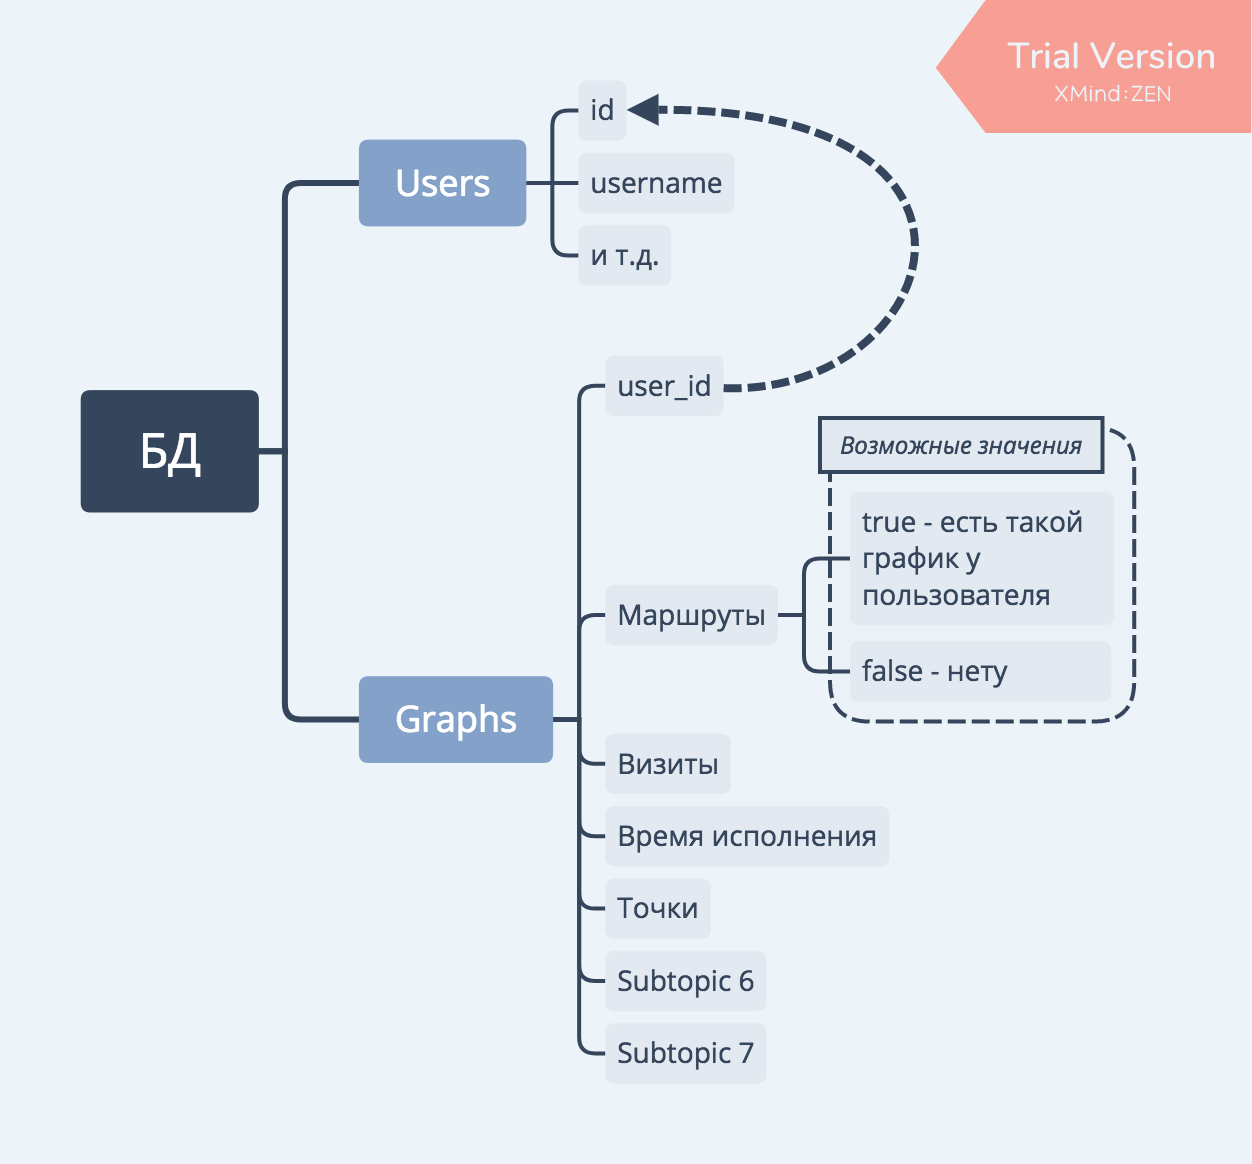 Trial Version
XMind:ZEN
id
Users
username
и т.д.
user_id
БД
Возможные значения
true - есть такой
график у
пользователя
Маршруты
false - нету
Graphs
Визиты
Время исполнения
Точки
Subtopic 6
Subtopic 7